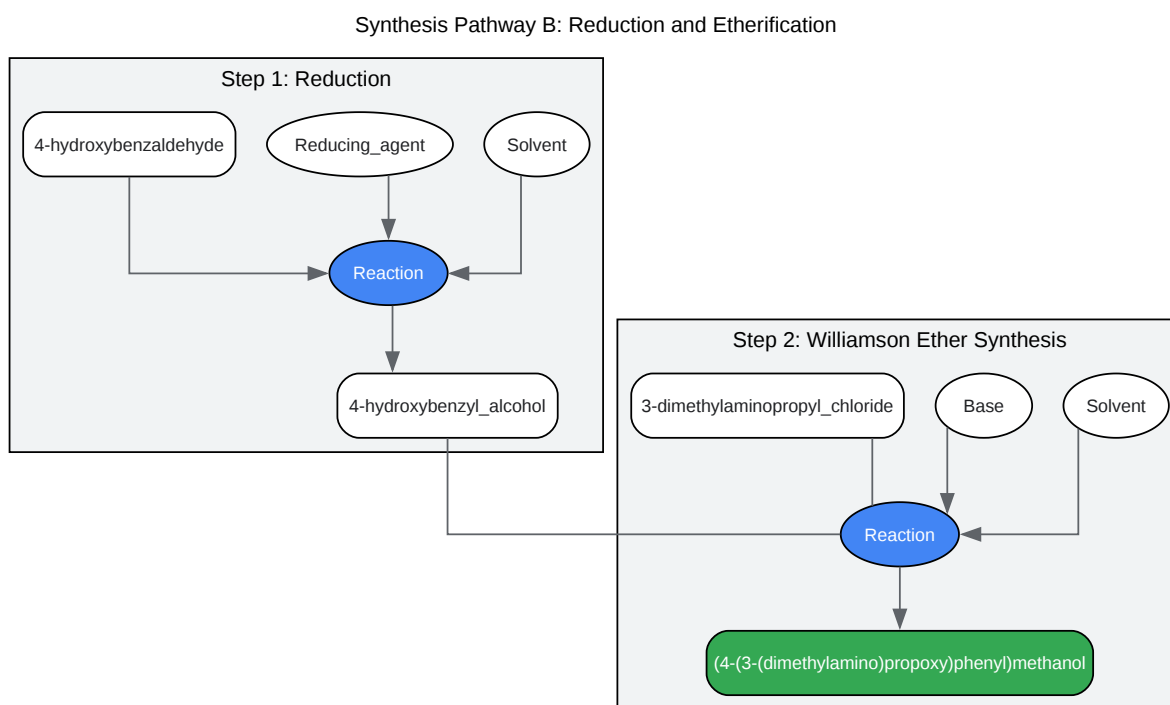 Synthesis Pathway B: Reduction and Etherification
Step 1: Reduction
4-hydroxybenzaldehyde
Reducing_agent
Solvent
Reaction
4-hydroxybenzyl_alcohol
Step 2: Williamson Ether Synthesis
3-dimethylaminopropyl_chloride
Base
Solvent
Reaction
(4-(3-(dimethylamino)propoxy)phenyl)methanol